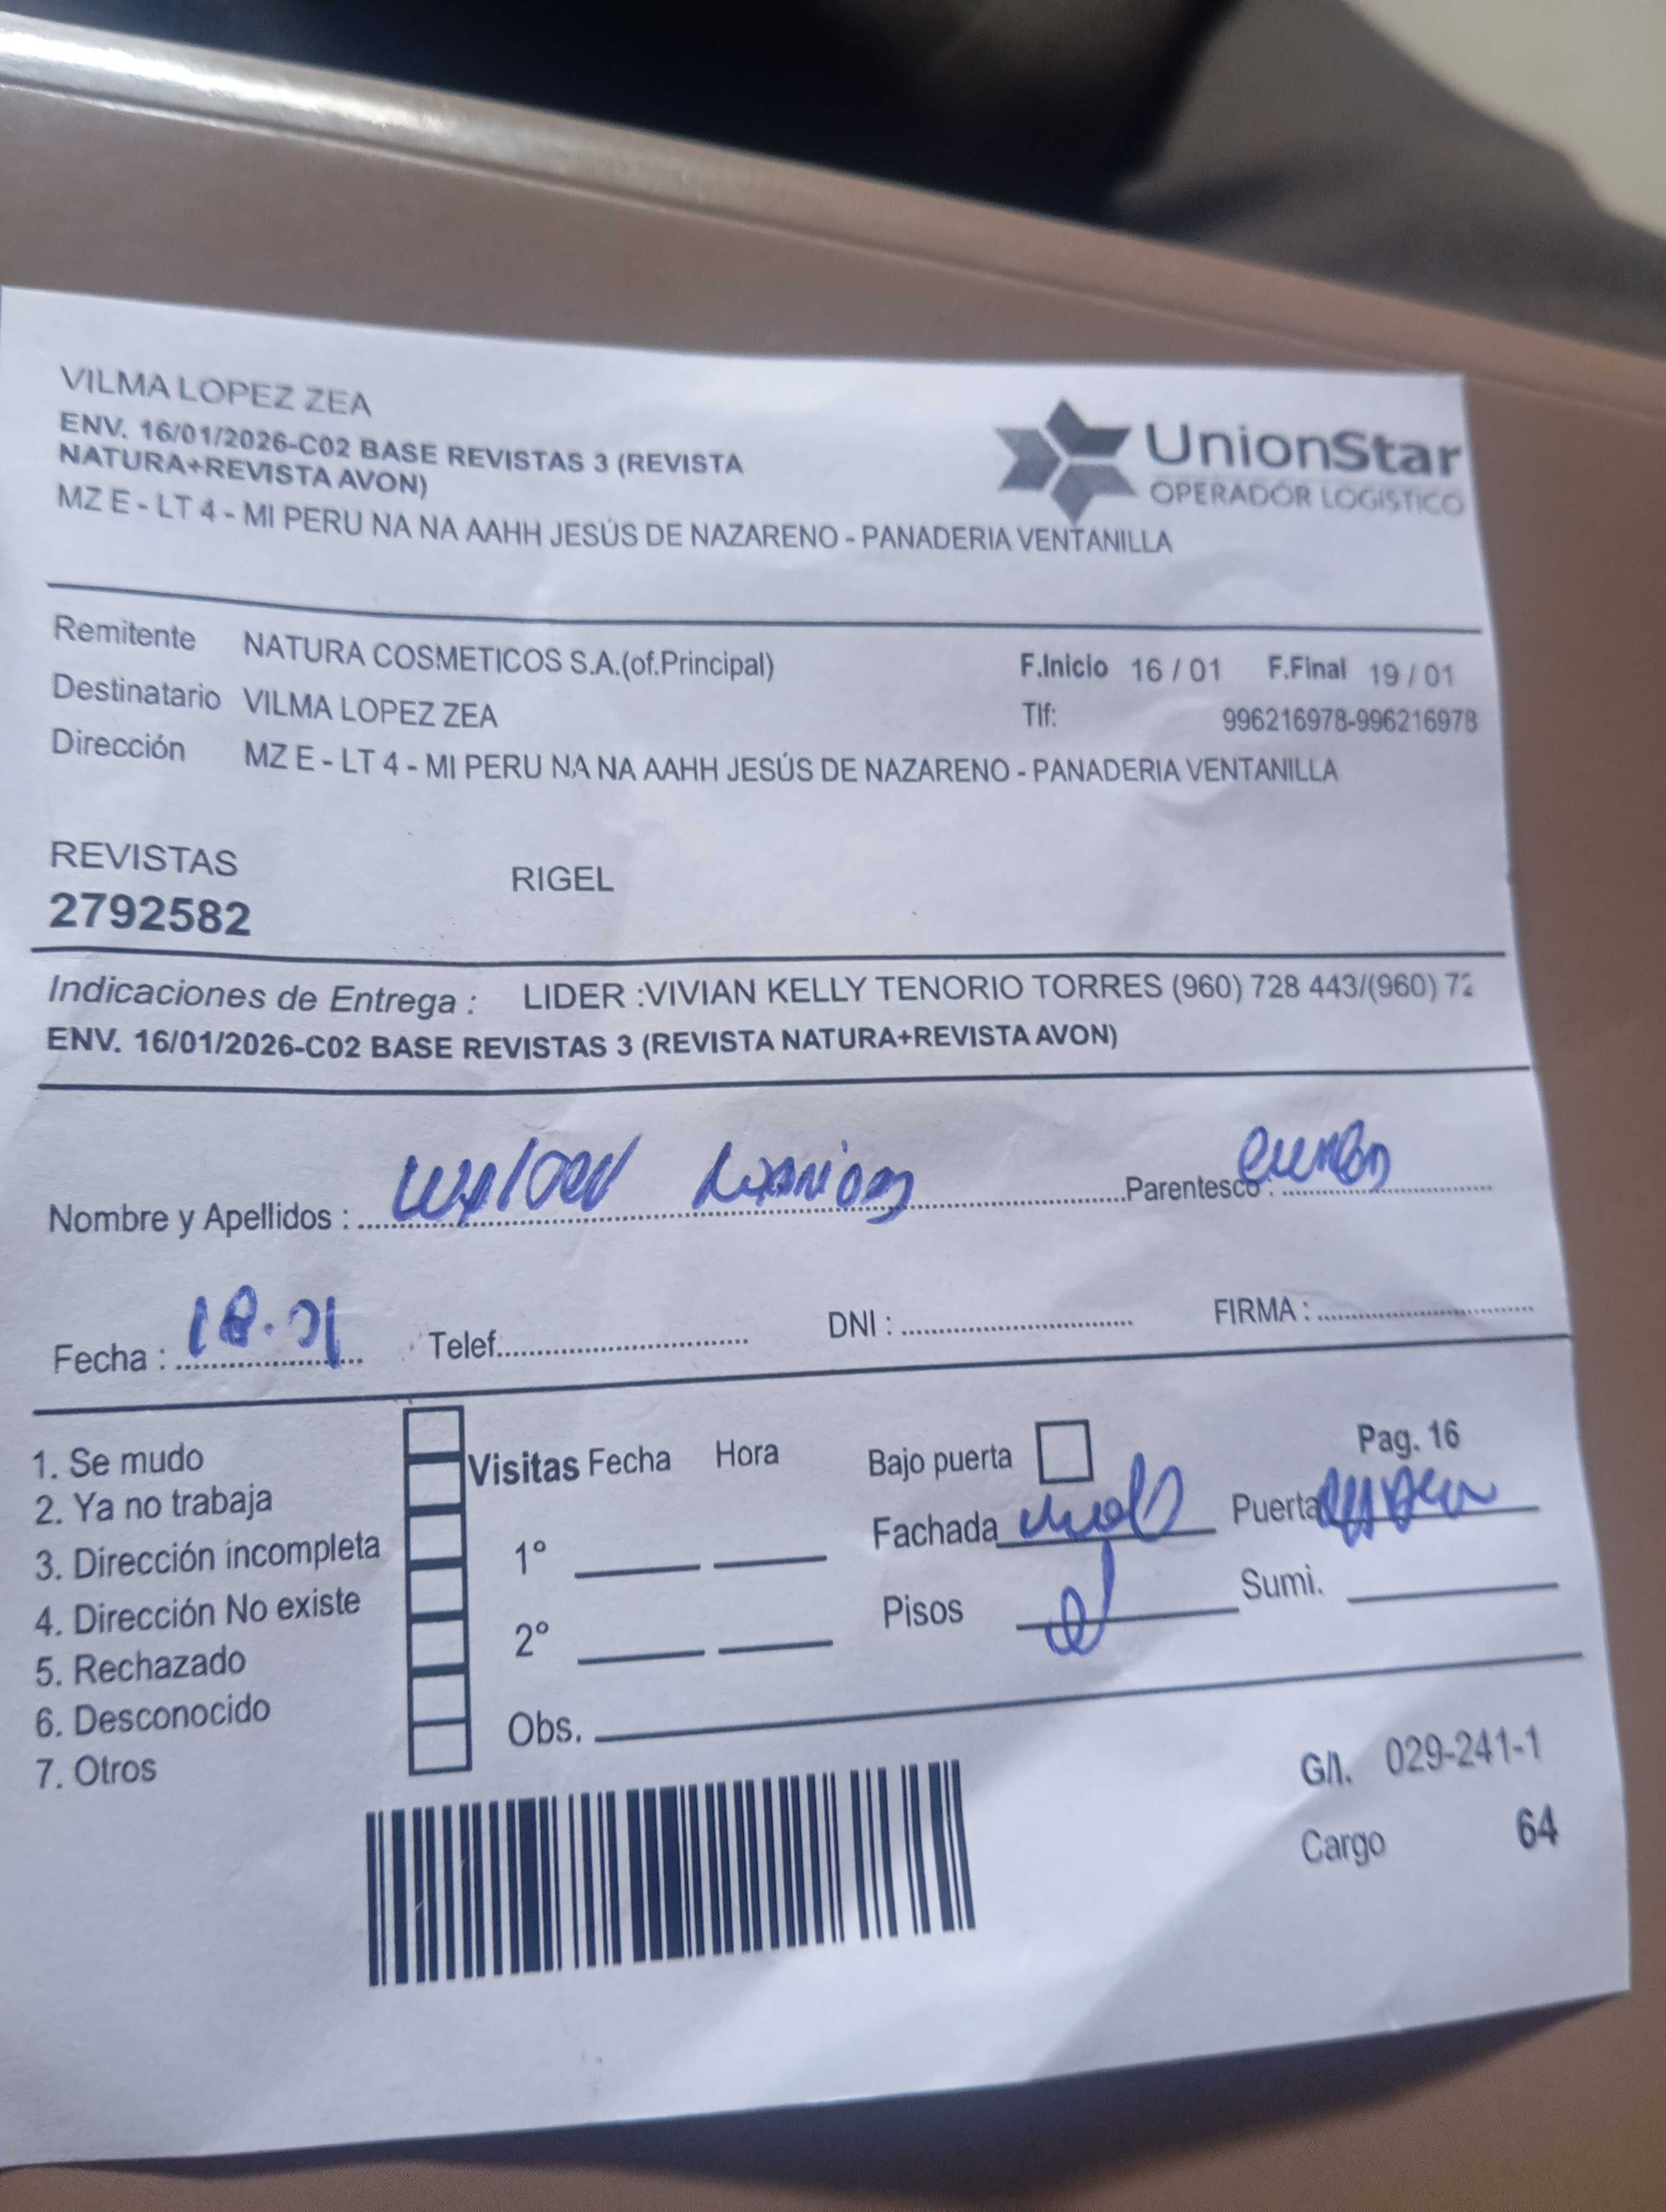 VILMA LOPEZ ZEA
ENV. 16/01/2026-C02 BASE REVISTAS 3 (REVISTA
NATURA+REVISTA AVON)
MZ E - LT 4 - MI PERU NA NA AAHH JESÚS DE NAZARENO - PANADERIA VENTANILLA
UnionStar
OPERADOR LOGÍSTICO
Remitente NATURA COSMETICOS S.A.(of.Principal) F.Inicio 16 / 01 F.Final 19 / 01
Destinatario VILMA LOPEZ ZEA Tlf: 996216978-996216978
Dirección MZ E - LT 4 - MI PERU NA NA AAHH JESÚS DE NAZARENO - PANADERIA VENTANILLA
REVISTAS RIGEL
2792582
Indicaciones de Entrega : LIDER :VIVIAN KELLY TENORIO TORRES (960) 728 443/(960) 72
ENV. 16/01/2026-C02 BASE REVISTAS 3 (REVISTA NATURA+REVISTA AVON)
Nombre y Apellidos : Parentesco :
Fecha : 18.01 Telef. DNI : FIRMA :
1. Se mudo
2. Ya no trabaja
3. Dirección incompleta
4. Dirección No existe
5. Rechazado
6. Desconocido
7. Otros
Visitas Fecha Hora
1°
2°
Obs.
Bajo puerta
Pag. 16
Fachada Puerta
Pisos Sumi.
G/I. 029-241-1
Cargo 64